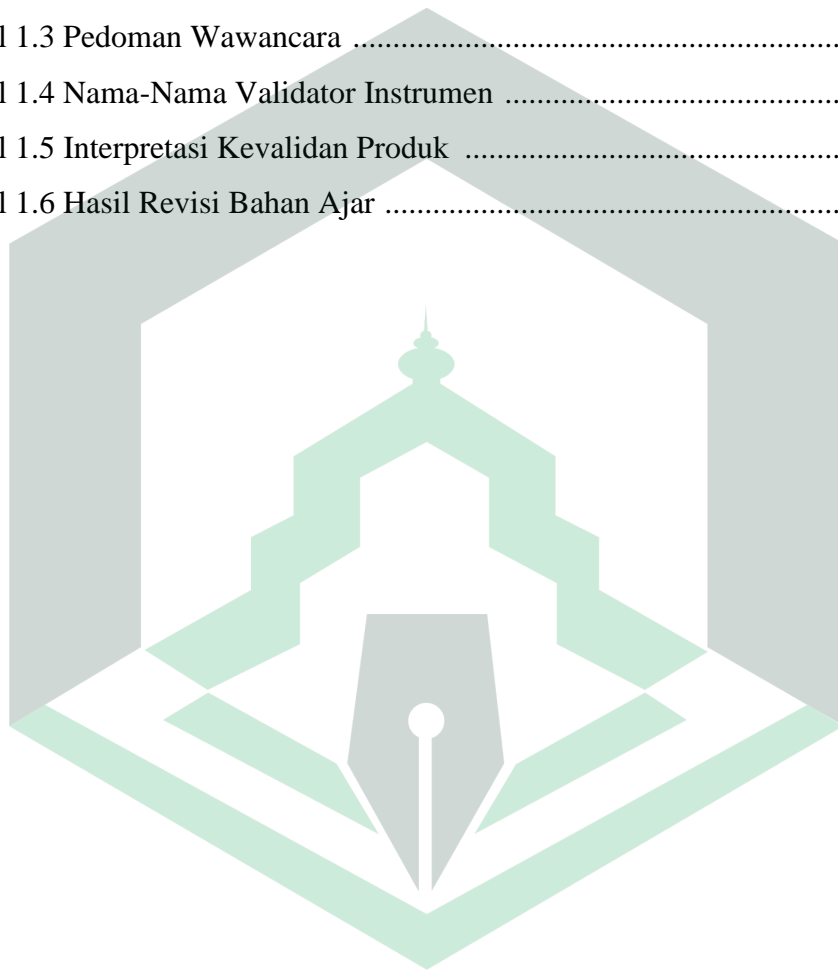 l 1.3 Pedoman Wawancara ..........................................................
l 1.4 Nama-Nama Validator Instrumen ........................................
l 1.5 Interpretasi Kevalidan Produk .............................................
l 1.6 Hasil Revisi Bahan Ajar ......................................................